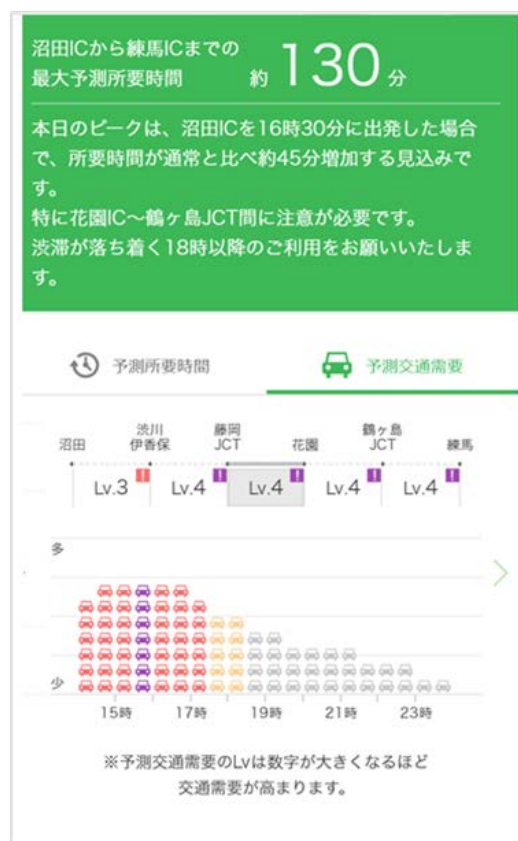 沼田ICから練馬ICまでの
最大予測所要時間 約 130 分
本日のピークは、沼田ICを16時30分に出発した場合
で、所要時間が通常と比べ約45分増加する見込みで
す。
特に花園IC〜鶴ヶ島JCT間に注意が必要です。
渋滞が落ち着く18時以降のご利用をお願いいたしま
す。
予測所要時間 予測交通需要
沼田 渋川伊香保 藤岡JCT 花園 鶴ヶ島JCT 練馬
Lv.3 ! Lv.4 ! Lv.4 ! Lv.4 ! Lv.4 !
多
少
15時 17時 19時 21時 23時
※予測交通需要のLvは数字が大きくなるほど
交通需要が高まります。